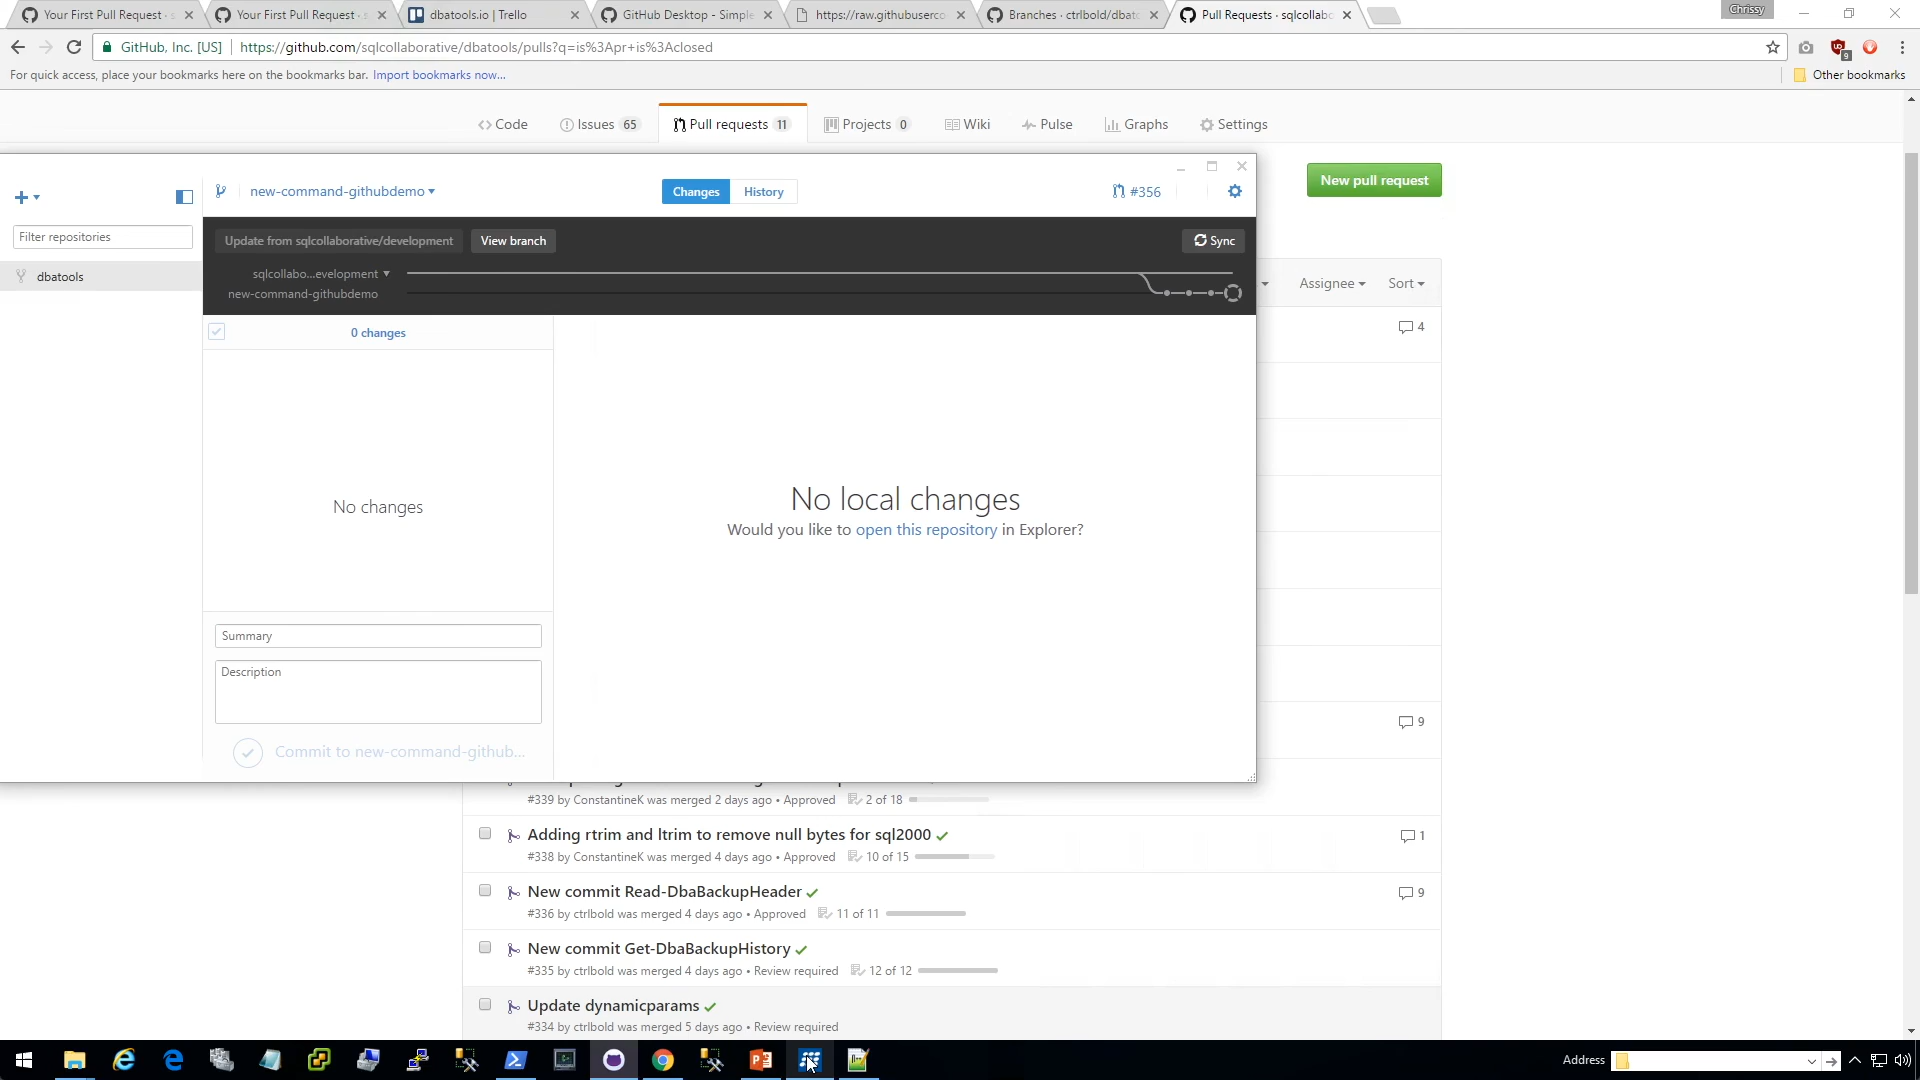 Your First Pull Request · s
Your First Pull Request · s
dbatools.io | Trello
GitHub Desktop - Simple
https://raw.githubuserco
Branches · ctrlbold/dbato
Pull Requests · sqlcollabo
Chrissy
GitHub, Inc. [US]
https://github.com/sqlcollaborative/dbatools/pulls?q=is%3Apr+is%3Aclosed
For quick access, place your bookmarks here on the bookmarks bar. Import bookmarks now...
Other bookmarks
Code
Issues 65
Pull requests 11
Projects 0
Wiki
Pulse
Graphs
Settings
New pull request
new-command-githubdemo
Changes
History
#356
Filter repositories
Update from sqlcollaborative/development
View branch
Sync
dbatools
sqlcollabo...evelopment
new-command-githubdemo
Assignee
Sort
0 changes
4
No changes
No local changes
Would you like to open this repository in Explorer?
Summary
Description
Commit to new-command-github...
9
#339 by ConstantineK was merged 2 days ago • Approved 2 of 18
Adding rtrim and ltrim to remove null bytes for sql2000
1
#338 by ConstantineK was merged 4 days ago • Approved 10 of 15
New commit Read-DbaBackupHeader
9
#336 by ctrlbold was merged 4 days ago • Approved 11 of 11
New commit Get-DbaBackupHistory
#335 by ctrlbold was merged 4 days ago • Review required 12 of 12
Update dynamicparams
#334 by ctrlbold was merged 5 days ago • Review required
Address